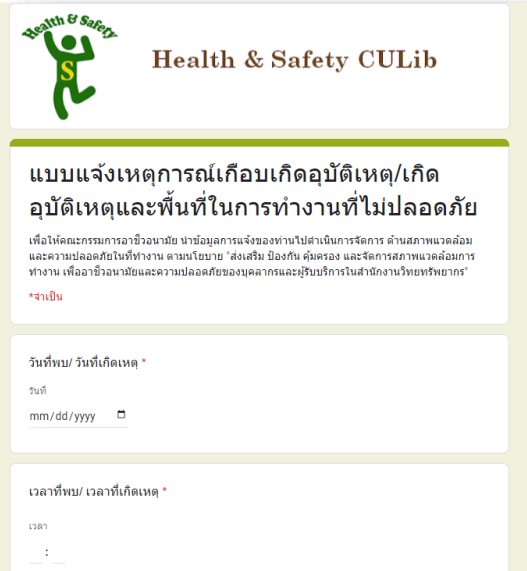 Health & Safety
S
Health & Safety CULib
แบบแจ้งเหตุการณ์เกือบเกิดอุบัติเหตุ/เกิด
อุบัติเหตุและพื้นที่ในการทำงานที่ไม่ปลอดภัย
เพื่อให้คณะกรรมการอาชีวอนามัย นำข้อมูลการแจ้งของท่านไปดำเนินการจัดการ ด้านสภาพแวดล้อม
และความปลอดภัยในที่ทำงาน ตามนโยบาย "ส่งเสริม ป้องกัน คุ้มครอง และจัดการสภาพแวดล้อมการ
ทำงาน เพื่ออาชีวอนามัยและความปลอดภัยของบุคลากรและผู้รับบริการในสำนักงานวิทยทรัพยากร"
*จำเป็น
วันที่พบ/ วันที่เกิดเหตุ *
วันที่
mm/dd/yyyy
เวลาที่พบ/ เวลาที่เกิดเหตุ *
เวลา
: